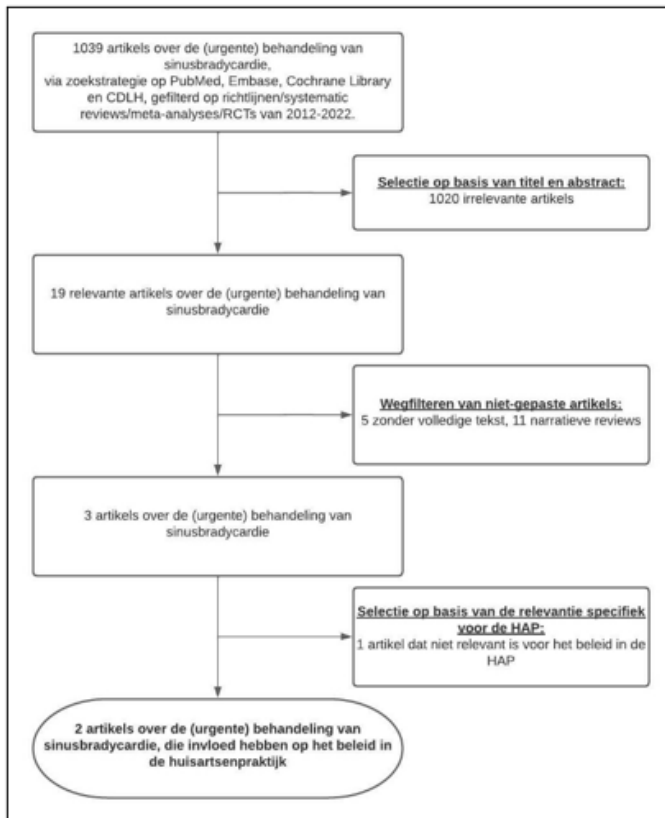 1039 artikels over de (urgente) behandeling van
sinusbradycardie,
via zoekstrategie op PubMed, Embase, Cochrane Library
en CDLH, gefilterd op richtlijnen/systematic
reviews/meta-analyses/RCTs van 2012-2022.
Selectie op basis van titel en abstract:
1020 irrelevante artikels
19 relevante artikels over de (urgente) behandeling van
sinusbradycardie
Wegfilteren van niet-gepaste artikels:
5 zonder volledige tekst, 11 narratieve reviews
3 artikels over de (urgente) behandeling van
sinusbradycardie
Selectie op basis van de relevantie specifiek
voor de HAP:
1 artikel dat niet relevant is voor het beleid in de
HAP
2 artikels over de (urgente) behandeling van
sinusbradycardie, die invloed hebben op het beleid in
de huisartsenpraktijk